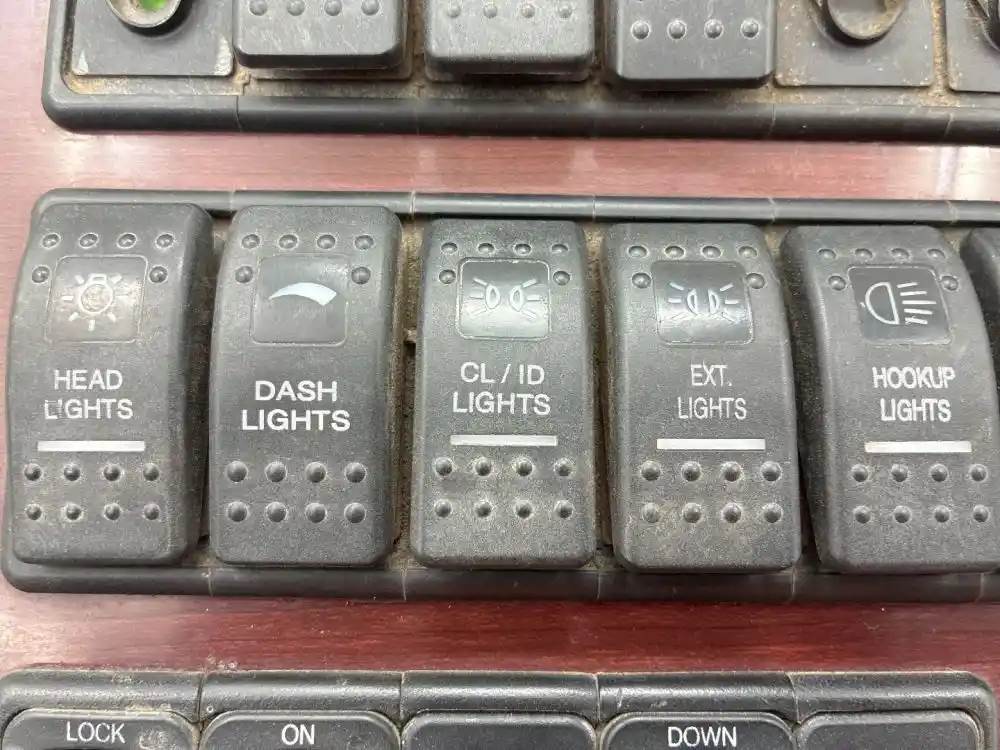 HEAD
LIGHTS
DASH
LIGHTS
CL / ID
LIGHTS
EXT.
LIGHTS
HOOKUP
LIGHTS
LOCK
ON
DOWN